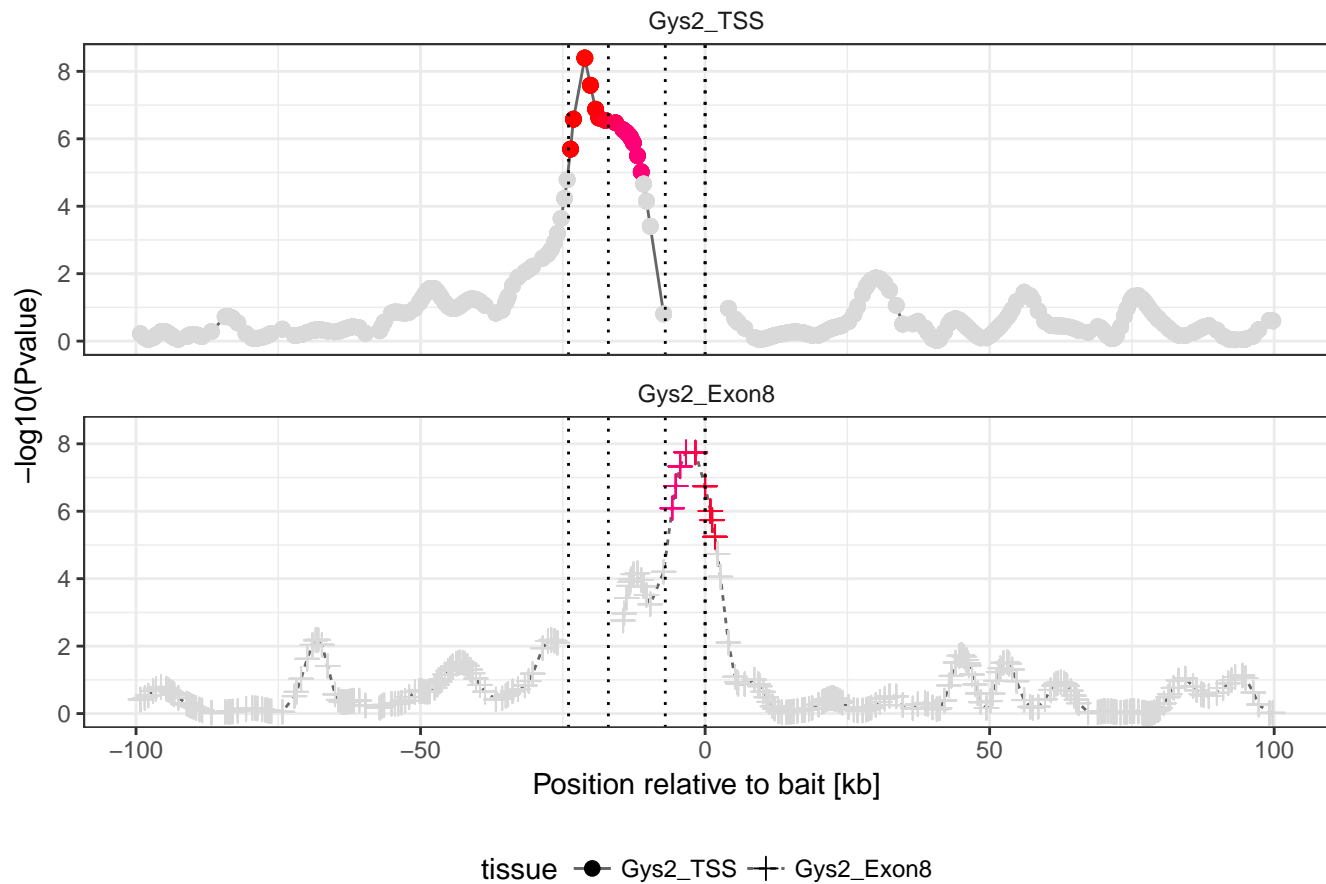 Gys2_TSS
8
6
4
2
0
Gys2_Exon8
8
6
4
2
0
−log10(Pvalue)
−100 −50 0 50 100
Position relative to bait [kb]
tissue Gys2_TSS Gys2_Exon8